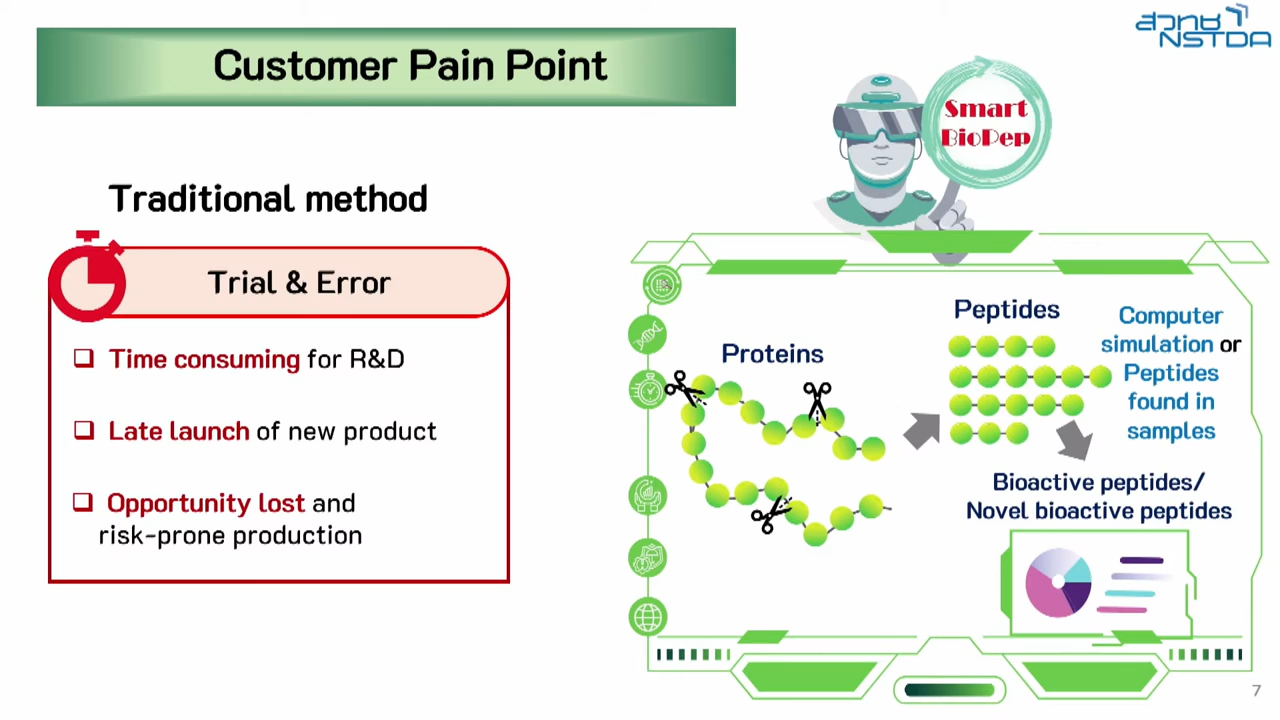 Customer Pain Point
สวทช
NSTDA
Smart
BioPep
Traditional method
Trial & Error
Time consuming for R&D
Late launch of new product
Opportunity lost and
risk-prone production
Proteins
Peptides
Computer
simulation or
Peptides
found in
samples
Bioactive peptides/
Novel bioactive peptides
7